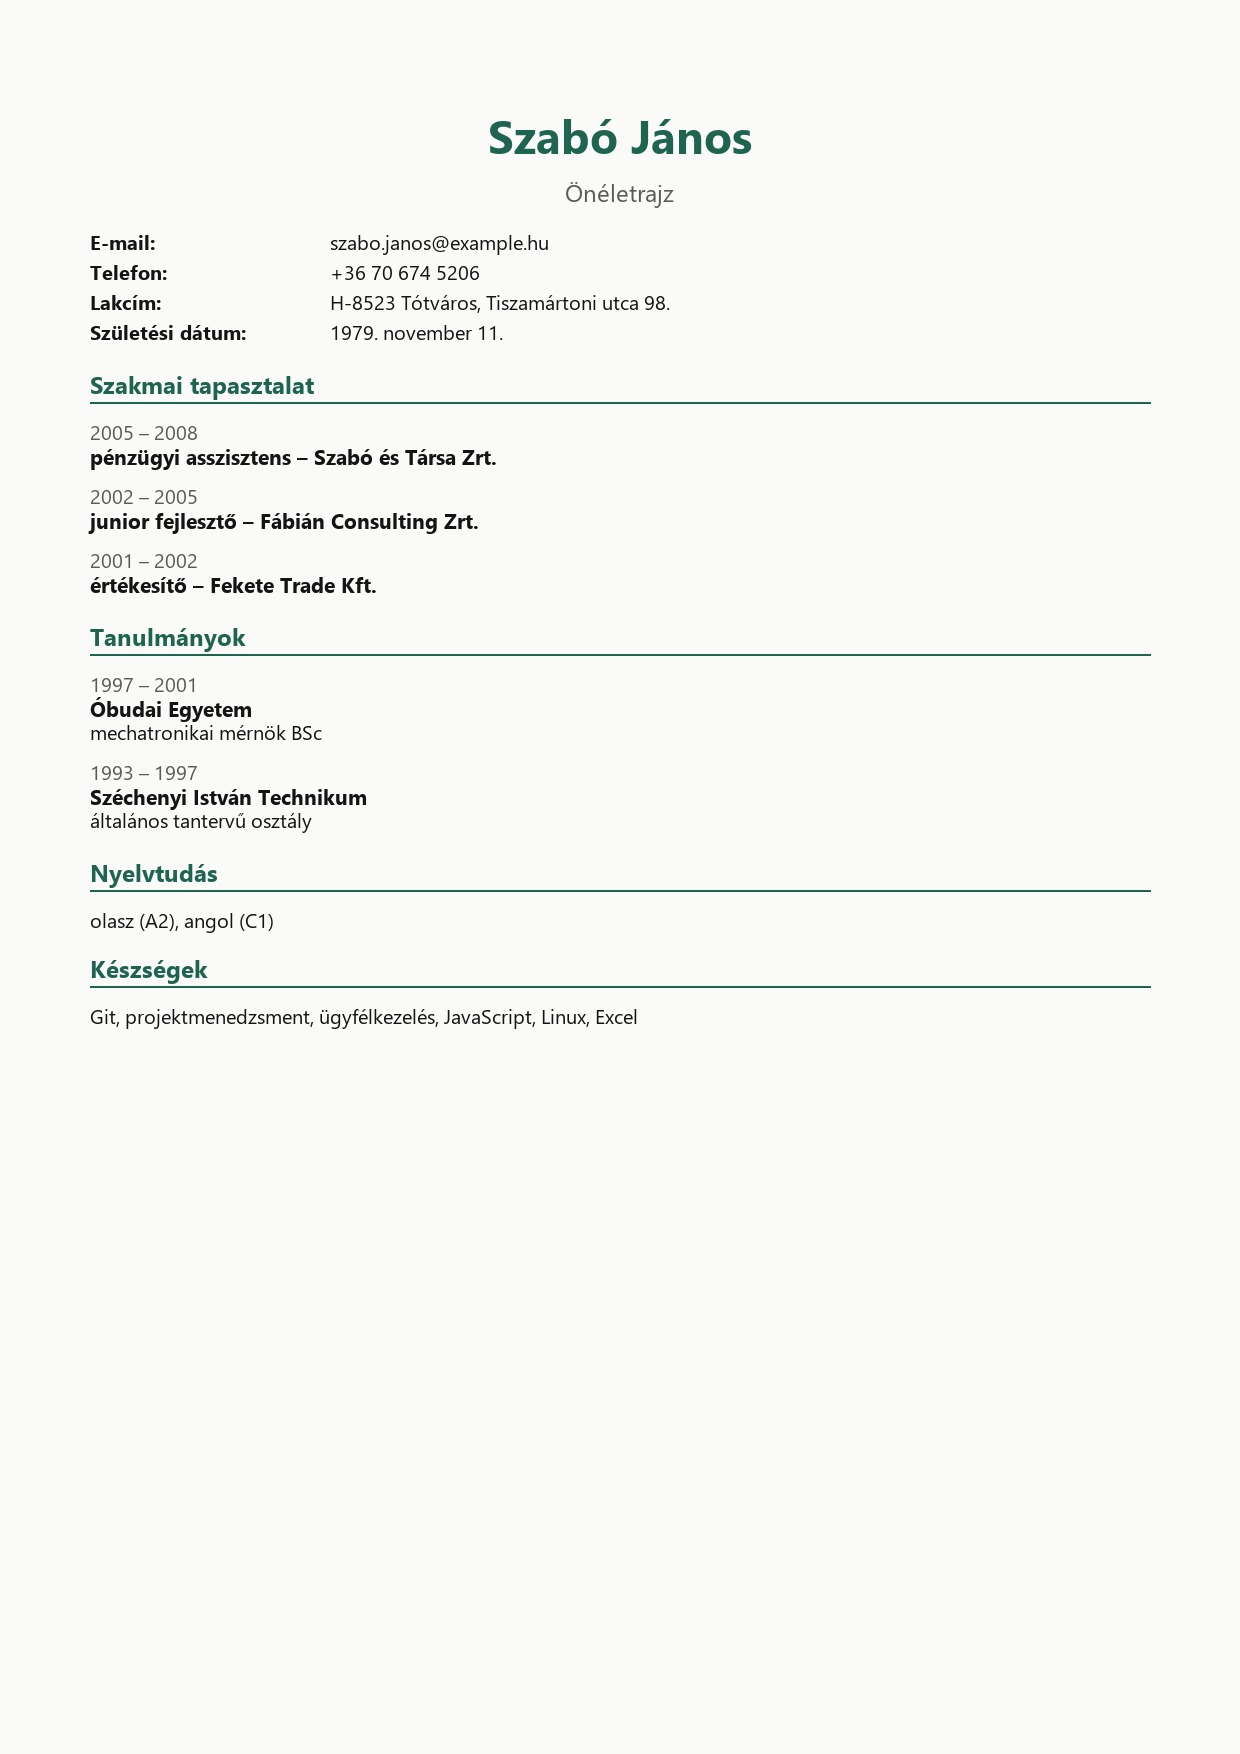 Szabó János
Önéletrajz
E-mail: szabo.janos@example.hu
Telefon: +36 70 674 5206
Lakcím: H-8523 Tótváros, Tiszamártoni utca 98.
Születési dátum: 1979. november 11.
Szakmai tapasztalat
2005 – 2008
pénzügyi asszisztens – Szabó és Társa Zrt.
2002 – 2005
junior fejlesztő – Fábián Consulting Zrt.
2001 – 2002
értékesítő – Fekete Trade Kft.
Tanulmányok
1997 – 2001
Óbudai Egyetem
mechatronikai mérnök BSc
1993 – 1997
Széchenyi István Technikum
általános tantervű osztály
Nyelvtudás
olasz (A2), angol (C1)
Készségek
Git, projektmenedzsment, ügyfélkezelés, JavaScript, Linux, Excel